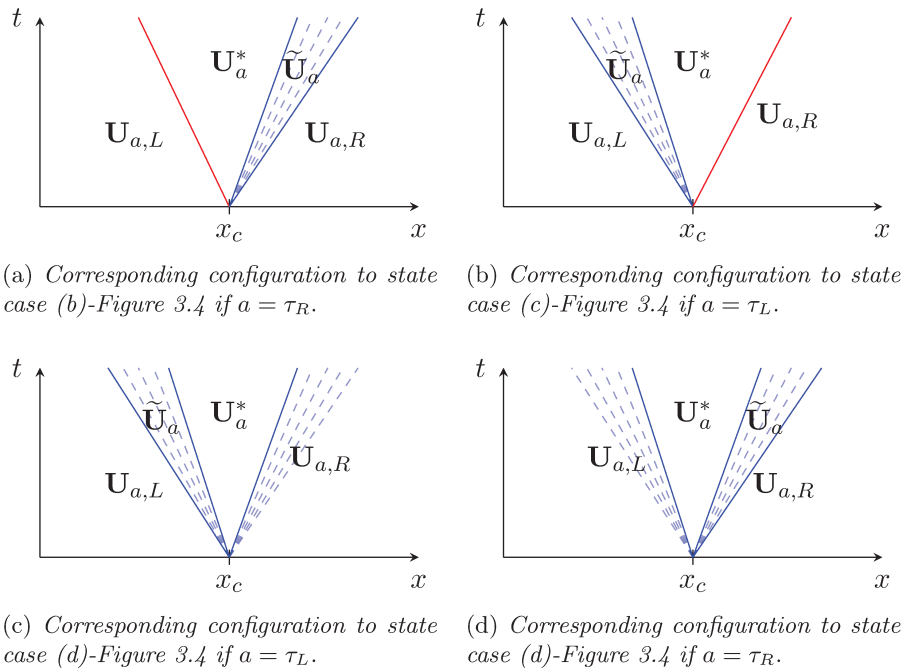 t
t
U*a
Ũa
Ũa
U*a
Ua,L
Ua,R
Ua,L
Ua,R
xc
x
xc
x
(a) Corresponding configuration to state
case (b)-Figure 3.4 if a = τR.
(b) Corresponding configuration to state
case (c)-Figure 3.4 if a = τL.
t
t
Ũa
U*a
U*a
Ũa
Ua,L
Ua,R
Ua,L
Ua,R
xc
x
xc
x
(c) Corresponding configuration to state
case (d)-Figure 3.4 if a = τL.
(d) Corresponding configuration to state
case (d)-Figure 3.4 if a = τR.